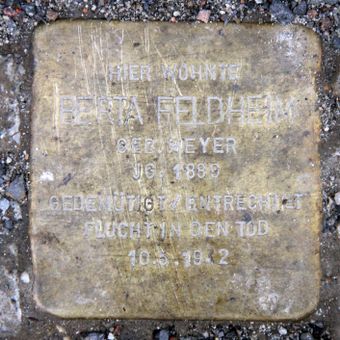 HIER WOHNTE
BERTA FELDHEIM
GEB. MEYER
JG. 1889
GEDEMÜTIGT / ENTRECHTET
FLUCHT IN DEN TOD
10.5.1942